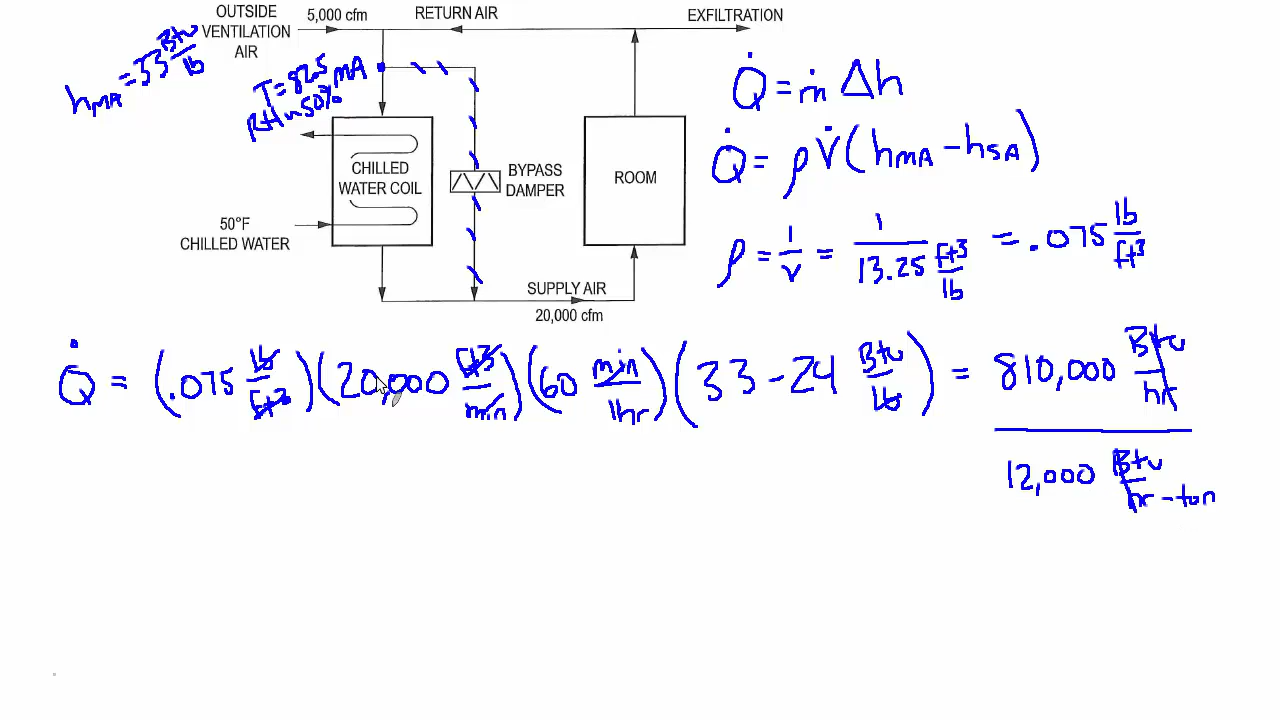 OUTSIDE VENTILATION AIR
5,000 cfm
RETURN AIR
EXFILTRATION
hMA = 33 Btu/lb
T = 82.5 MA
RH ≈ 50%
CHILLED WATER COIL
BYPASS DAMPER
ROOM
50°F CHILLED WATER
SUPPLY AIR
20,000 cfm
Q̇ = ṁ Δh
Q̇ = ρV̇(hMA - hSA)
ρ = 1/v = 1/13.25 ft³/lb = .075 lb/ft³
Q̇ = (.075 lb/ft³)(20,000 ft³/min)(60 min/1hr)(33 - 24 Btu/lb) = 810,000 Btu/hr
12,000 Btu/hr-ton